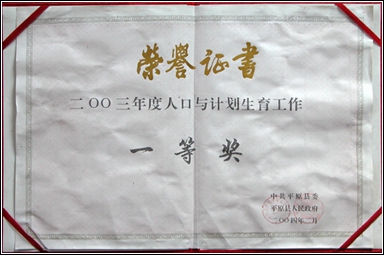 荣誉证书
二〇〇三年度人口与计划生育工作
一等奖
中共平原县委
平原县人民政府
二〇〇四年二月